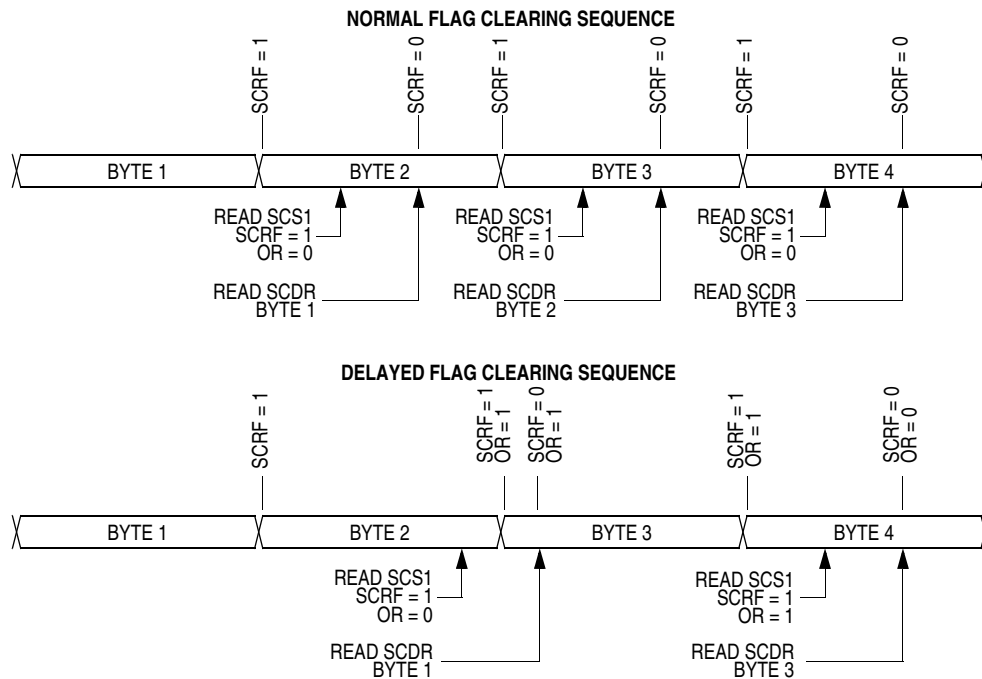 NORMAL FLAG CLEARING SEQUENCE
SCRF = 1
SCRF = 0
SCRF = 1
SCRF = 0
SCRF = 1
SCRF = 0
BYTE 1
BYTE 2
BYTE 3
BYTE 4
READ SCS1
SCRF = 1
OR = 0
READ SCS1
SCRF = 1
OR = 0
READ SCS1
SCRF = 1
OR = 0
READ SCDR
BYTE 1
READ SCDR
BYTE 2
READ SCDR
BYTE 3
DELAYED FLAG CLEARING SEQUENCE
SCRF = 1
SCRF = 1
OR = 1
SCRF = 0
OR = 1
SCRF = 1
OR = 1
SCRF = 0
OR = 0
BYTE 1
BYTE 2
BYTE 3
BYTE 4
READ SCS1
SCRF = 1
OR = 0
READ SCS1
SCRF = 1
OR = 1
READ SCDR
BYTE 1
READ SCDR
BYTE 3